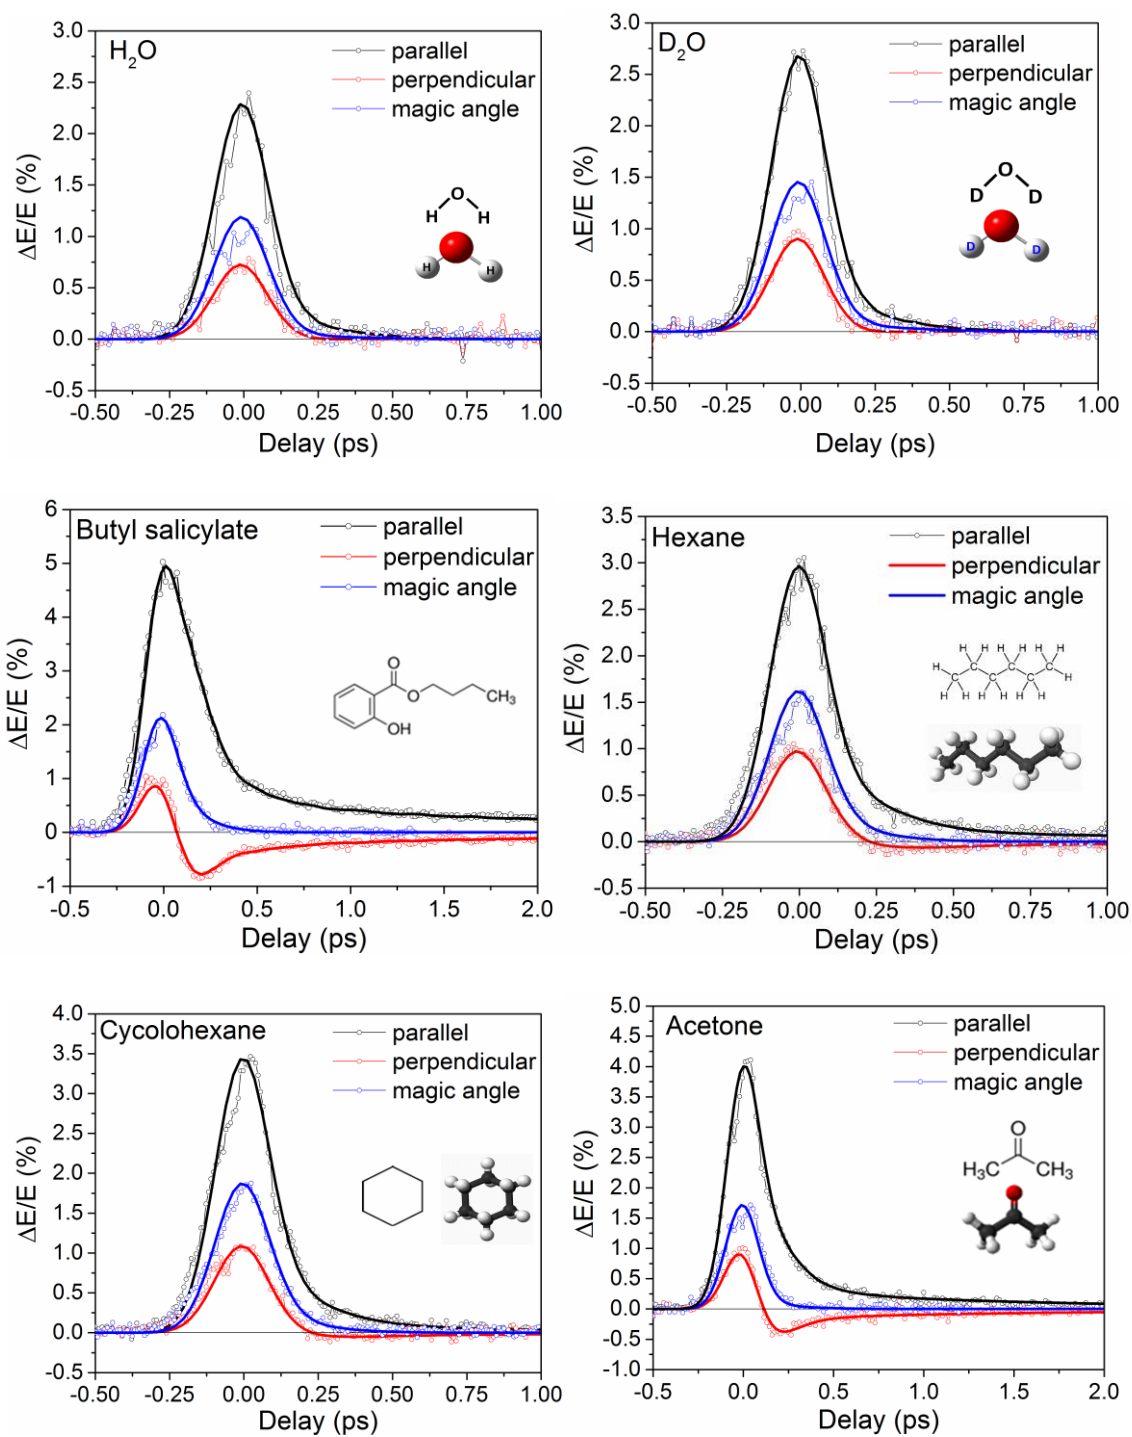 H2O
parallel
perpendicular
magic angle
3.0
2.5
2.0
1.5
1.0
0.5
0.0
-0.5
ΔE/E (%)
O
H H
H H
-0.50 -0.25 0.00 0.25 0.50 0.75 1.00
Delay (ps)
D2O
parallel
perpendicular
magic angle
3.0
2.5
2.0
1.5
1.0
0.5
0.0
-0.5
ΔE/E (%)
O
D D
D D
-0.50 -0.25 0.00 0.25 0.50 0.75 1.00
Delay (ps)
Butyl salicylate
parallel
perpendicular
magic angle
6
5
4
3
2
1
0
-1
ΔE/E (%)
O
O
CH3
OH
-0.5 0.0 0.5 1.0 1.5 2.0
Delay (ps)
Hexane
parallel
perpendicular
magic angle
3.5
3.0
2.5
2.0
1.5
1.0
0.5
0.0
-0.5
ΔE/E (%)
H H H H H H
H C C C C C C H
H H H H H H
-0.50 -0.25 0.00 0.25 0.50 0.75 1.00
Delay (ps)
Cycolohexane
parallel
perpendicular
magic angle
4.0
3.5
3.0
2.5
2.0
1.5
1.0
0.5
0.0
-0.5
ΔE/E (%)
-0.50 -0.25 0.00 0.25 0.50 0.75 1.00
Delay (ps)
Acetone
parallel
perpendicular
magic angle
5.0
4.0
3.5
3.0
2.5
2.0
1.5
1.0
0.5
0.0
-0.5
-1.0
ΔE/E (%)
O
H3C CH3
-0.5 0.0 0.5 1.0 1.5 2.0
Delay (ps)